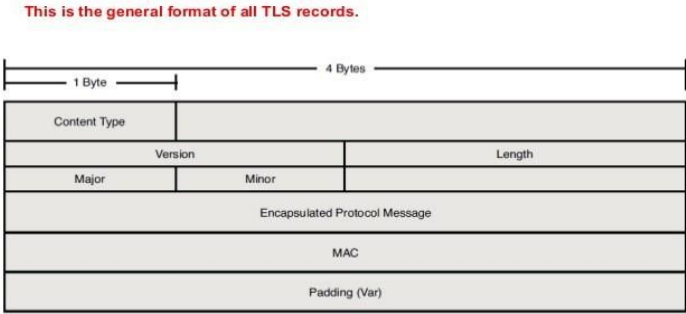 This is the general format of all TLS records.
4 Bytes
1 Byte
Content Type
Version Length
Major Minor
Encapsulated Protocol Message
MAC
Padding (Var)